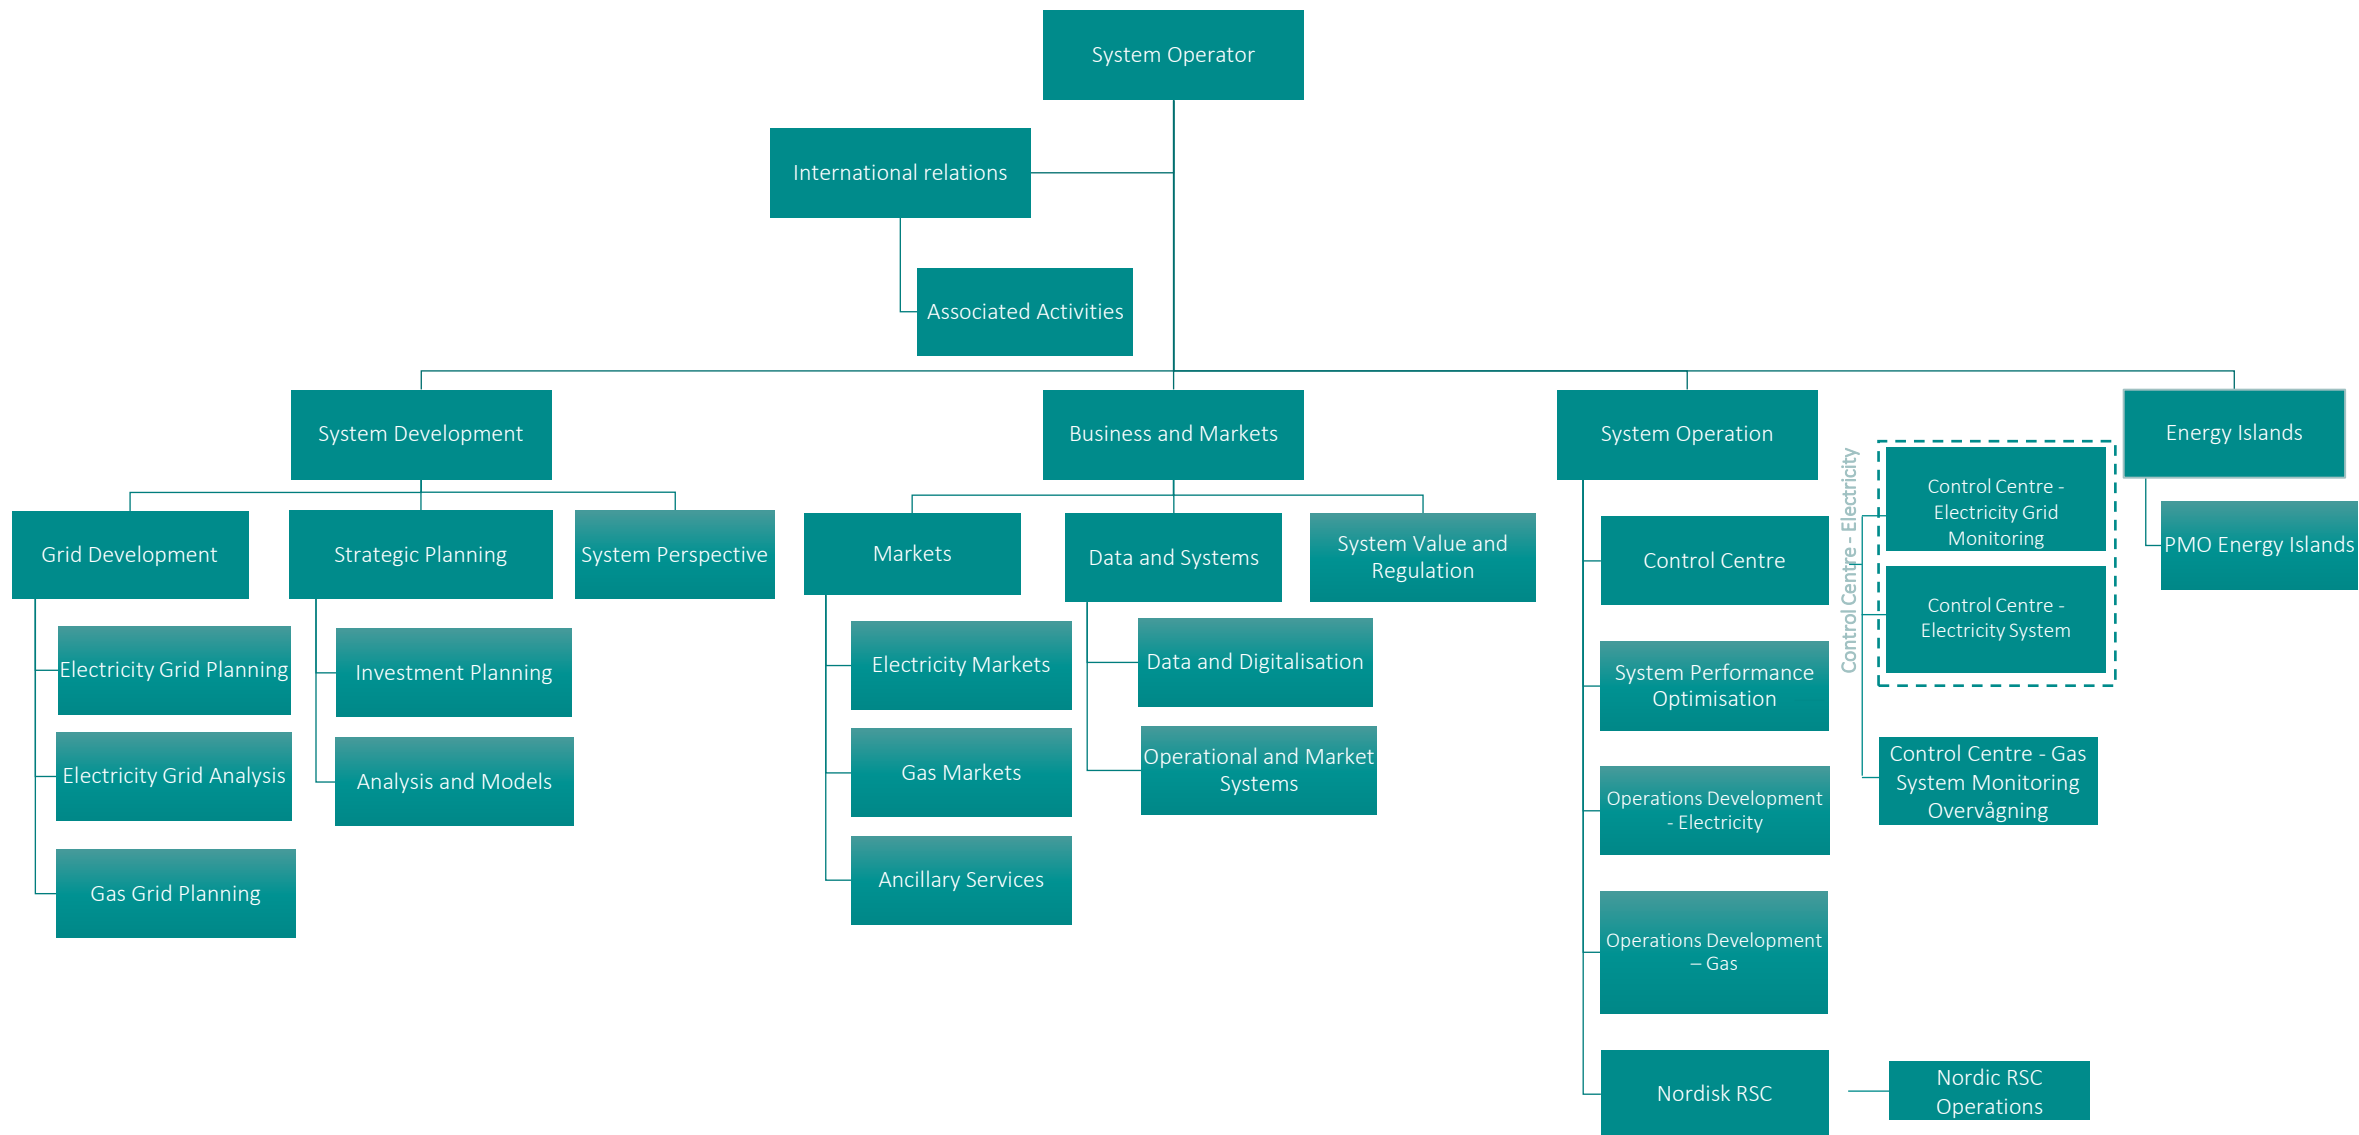 System Operator
International relations
Associated Activities
System Development
Business and Markets
System Operation
Energy Islands
Grid Development
Strategic Planning
System Perspective
Electricity Grid Planning
Electricity Grid Analysis
Gas Grid Planning
Investment Planning
Analysis and Models
Markets
Data and Systems
System Value and
Regulation
Electricity Markets
Gas Markets
Ancillary Services
Data and Digitalisation
Operational and Market
Systems
Control Centre
System Performance
Optimisation
Operations Development
- Electricity
Operations Development
– Gas
Nordisk RSC
Control Centre - Electricity
Control Centre -
Electricity Grid
Monitoring
Control Centre -
Electricity System
Control Centre - Gas
System Monitoring
Overvågning
Nordic RSC
Operations
PMO Energy Islands